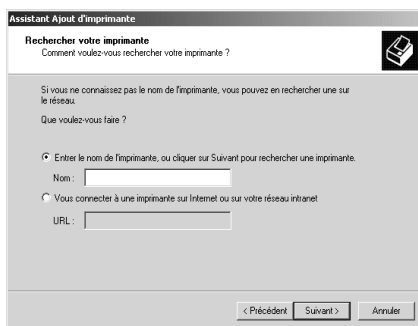 Assistant Ajout d'imprimante
Rechercher votre imprimante
Comment voulez-vous rechercher votre imprimante ?
Si vous ne connaissez pas le nom de l'imprimante, vous pouvez en rechercher une sur
le réseau.
Que voulez-vous faire ?
Entrer le nom de l'imprimante, ou cliquer sur Suivant pour rechercher une imprimante.
Nom :
Vous connecter à une imprimante sur Internet ou sur votre réseau intranet
URL :
< Précédent
Suivant >
Annuler